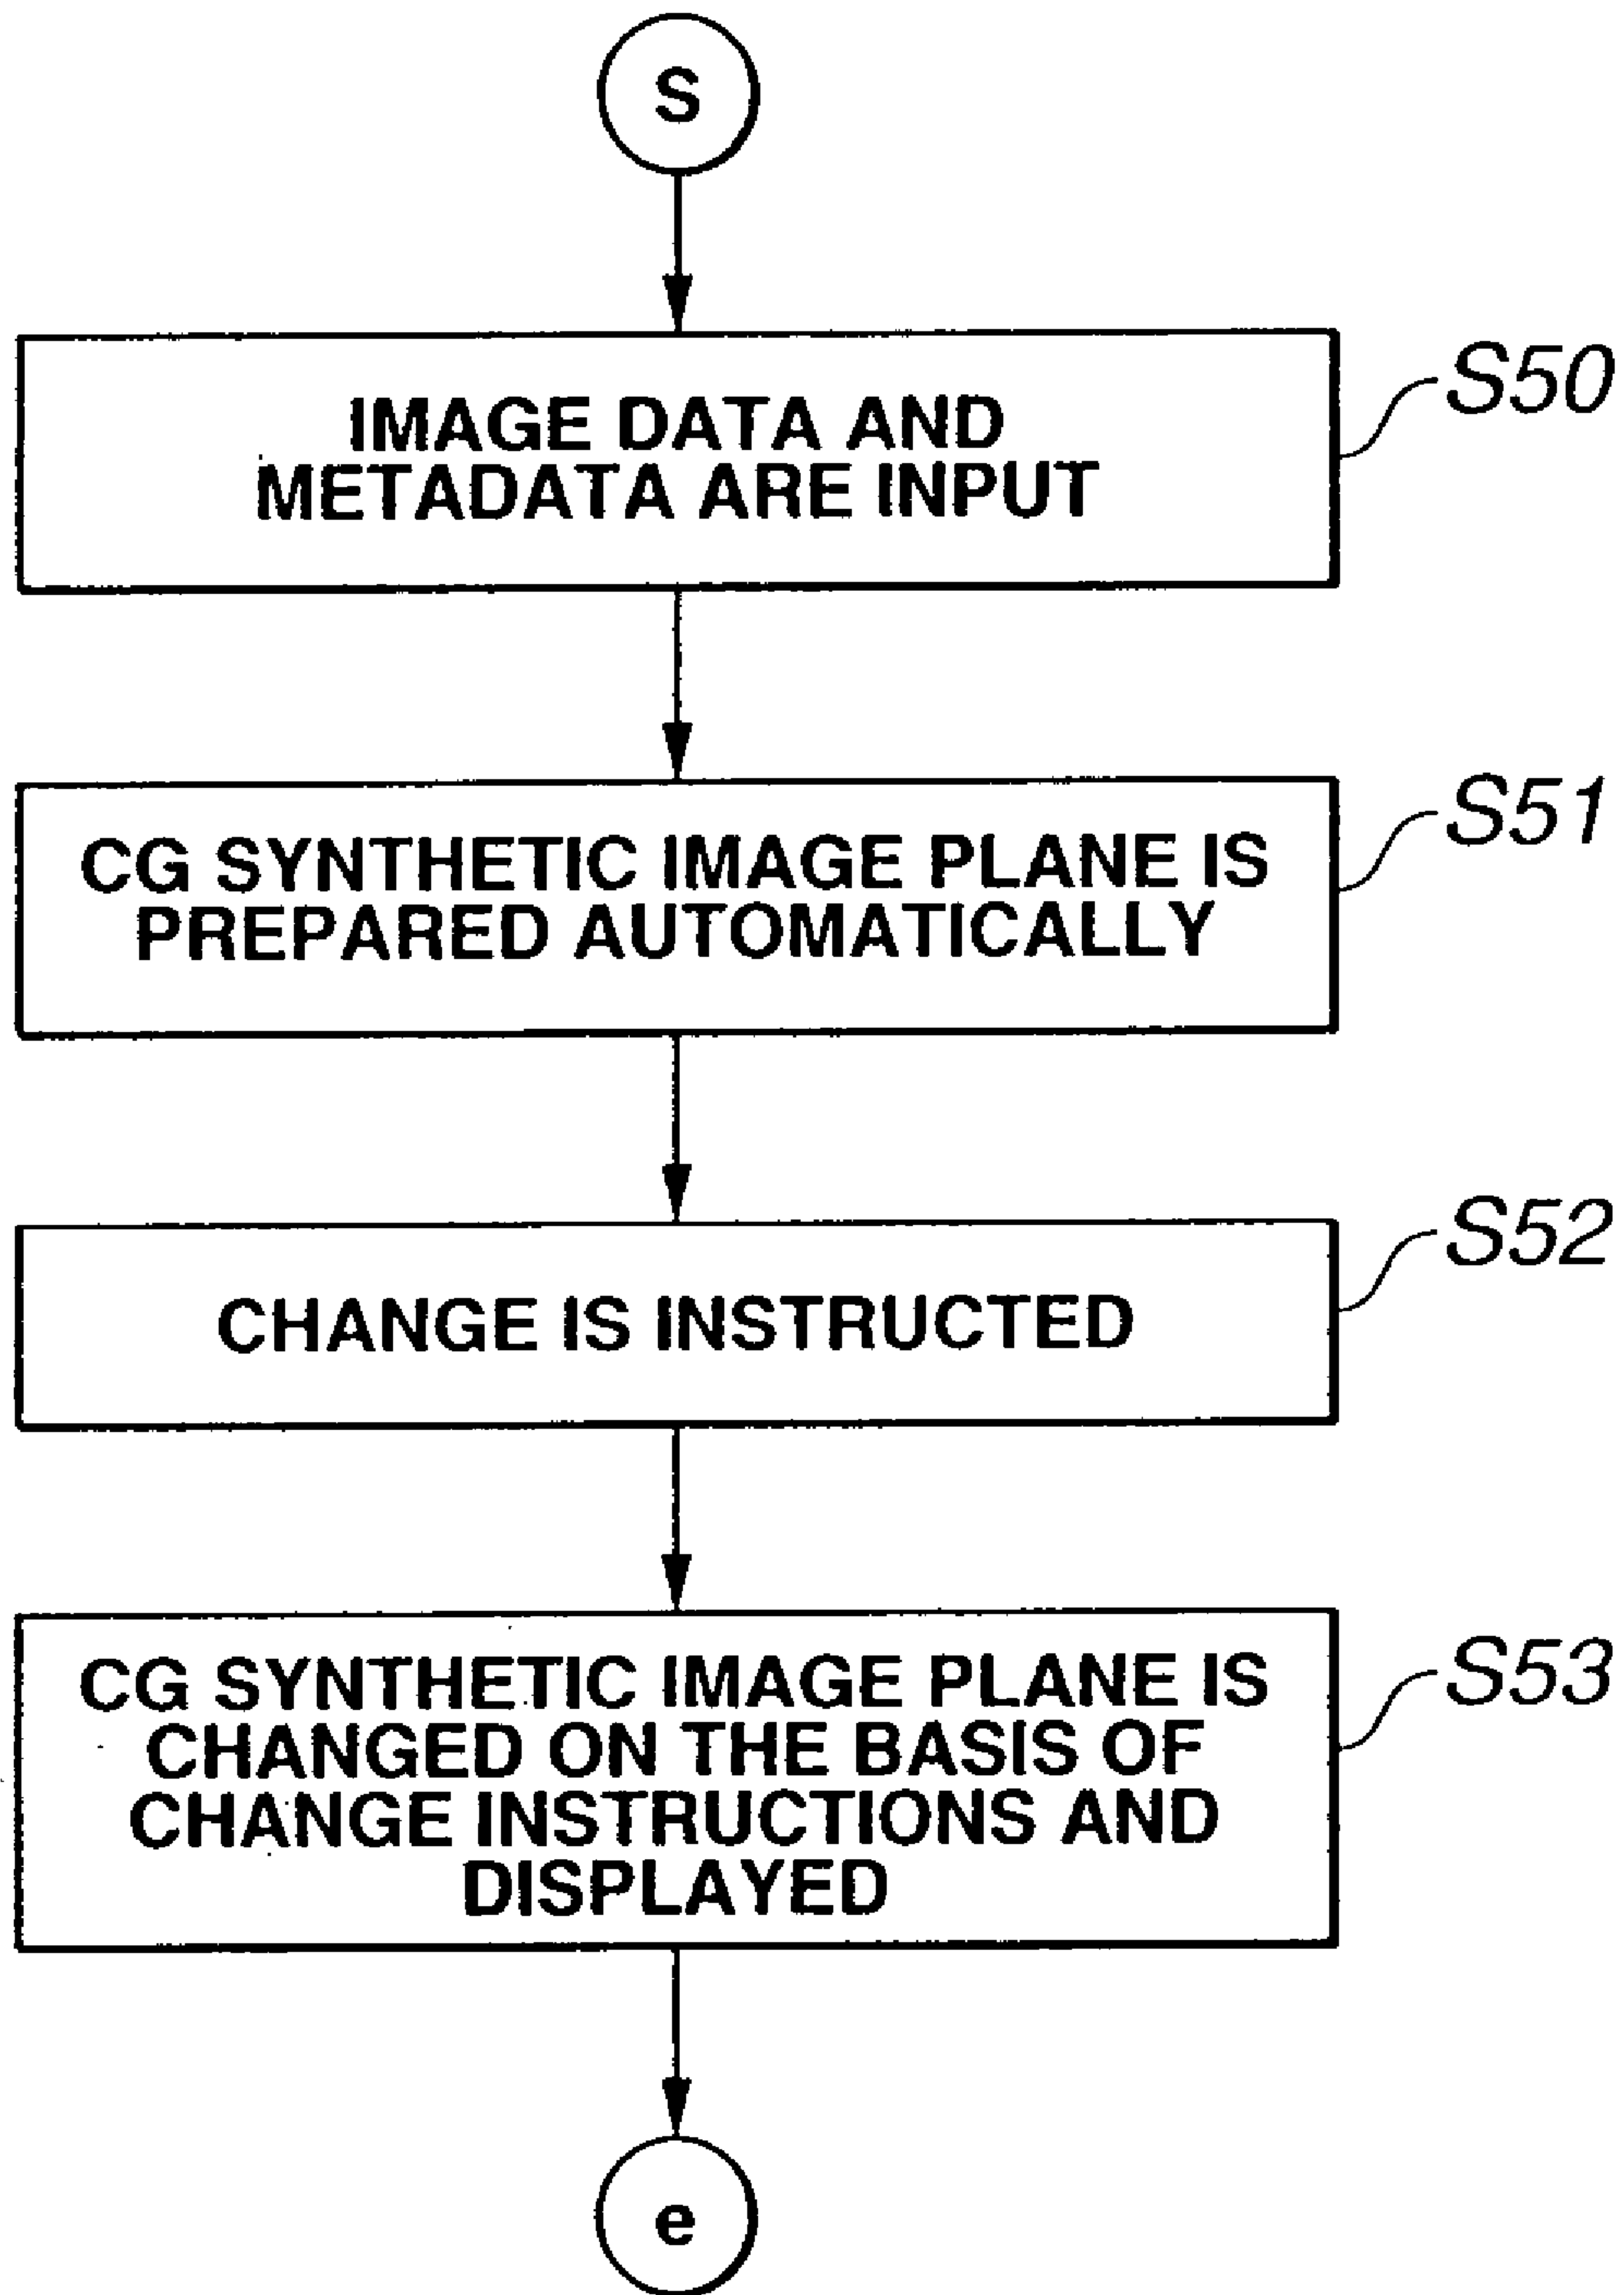 S
IMAGE DATA AND
METADATA ARE INPUT
S50
CG SYNTHETIC IMAGE PLANE IS
PREPARED AUTOMATICALLY
S51
CHANGE IS INSTRUCTED
S52
CG SYNTHETIC IMAGE PLANE IS
CHANGED ON THE BASIS OF
CHANGE INSTRUCTIONS AND
DISPLAYED
S53
e